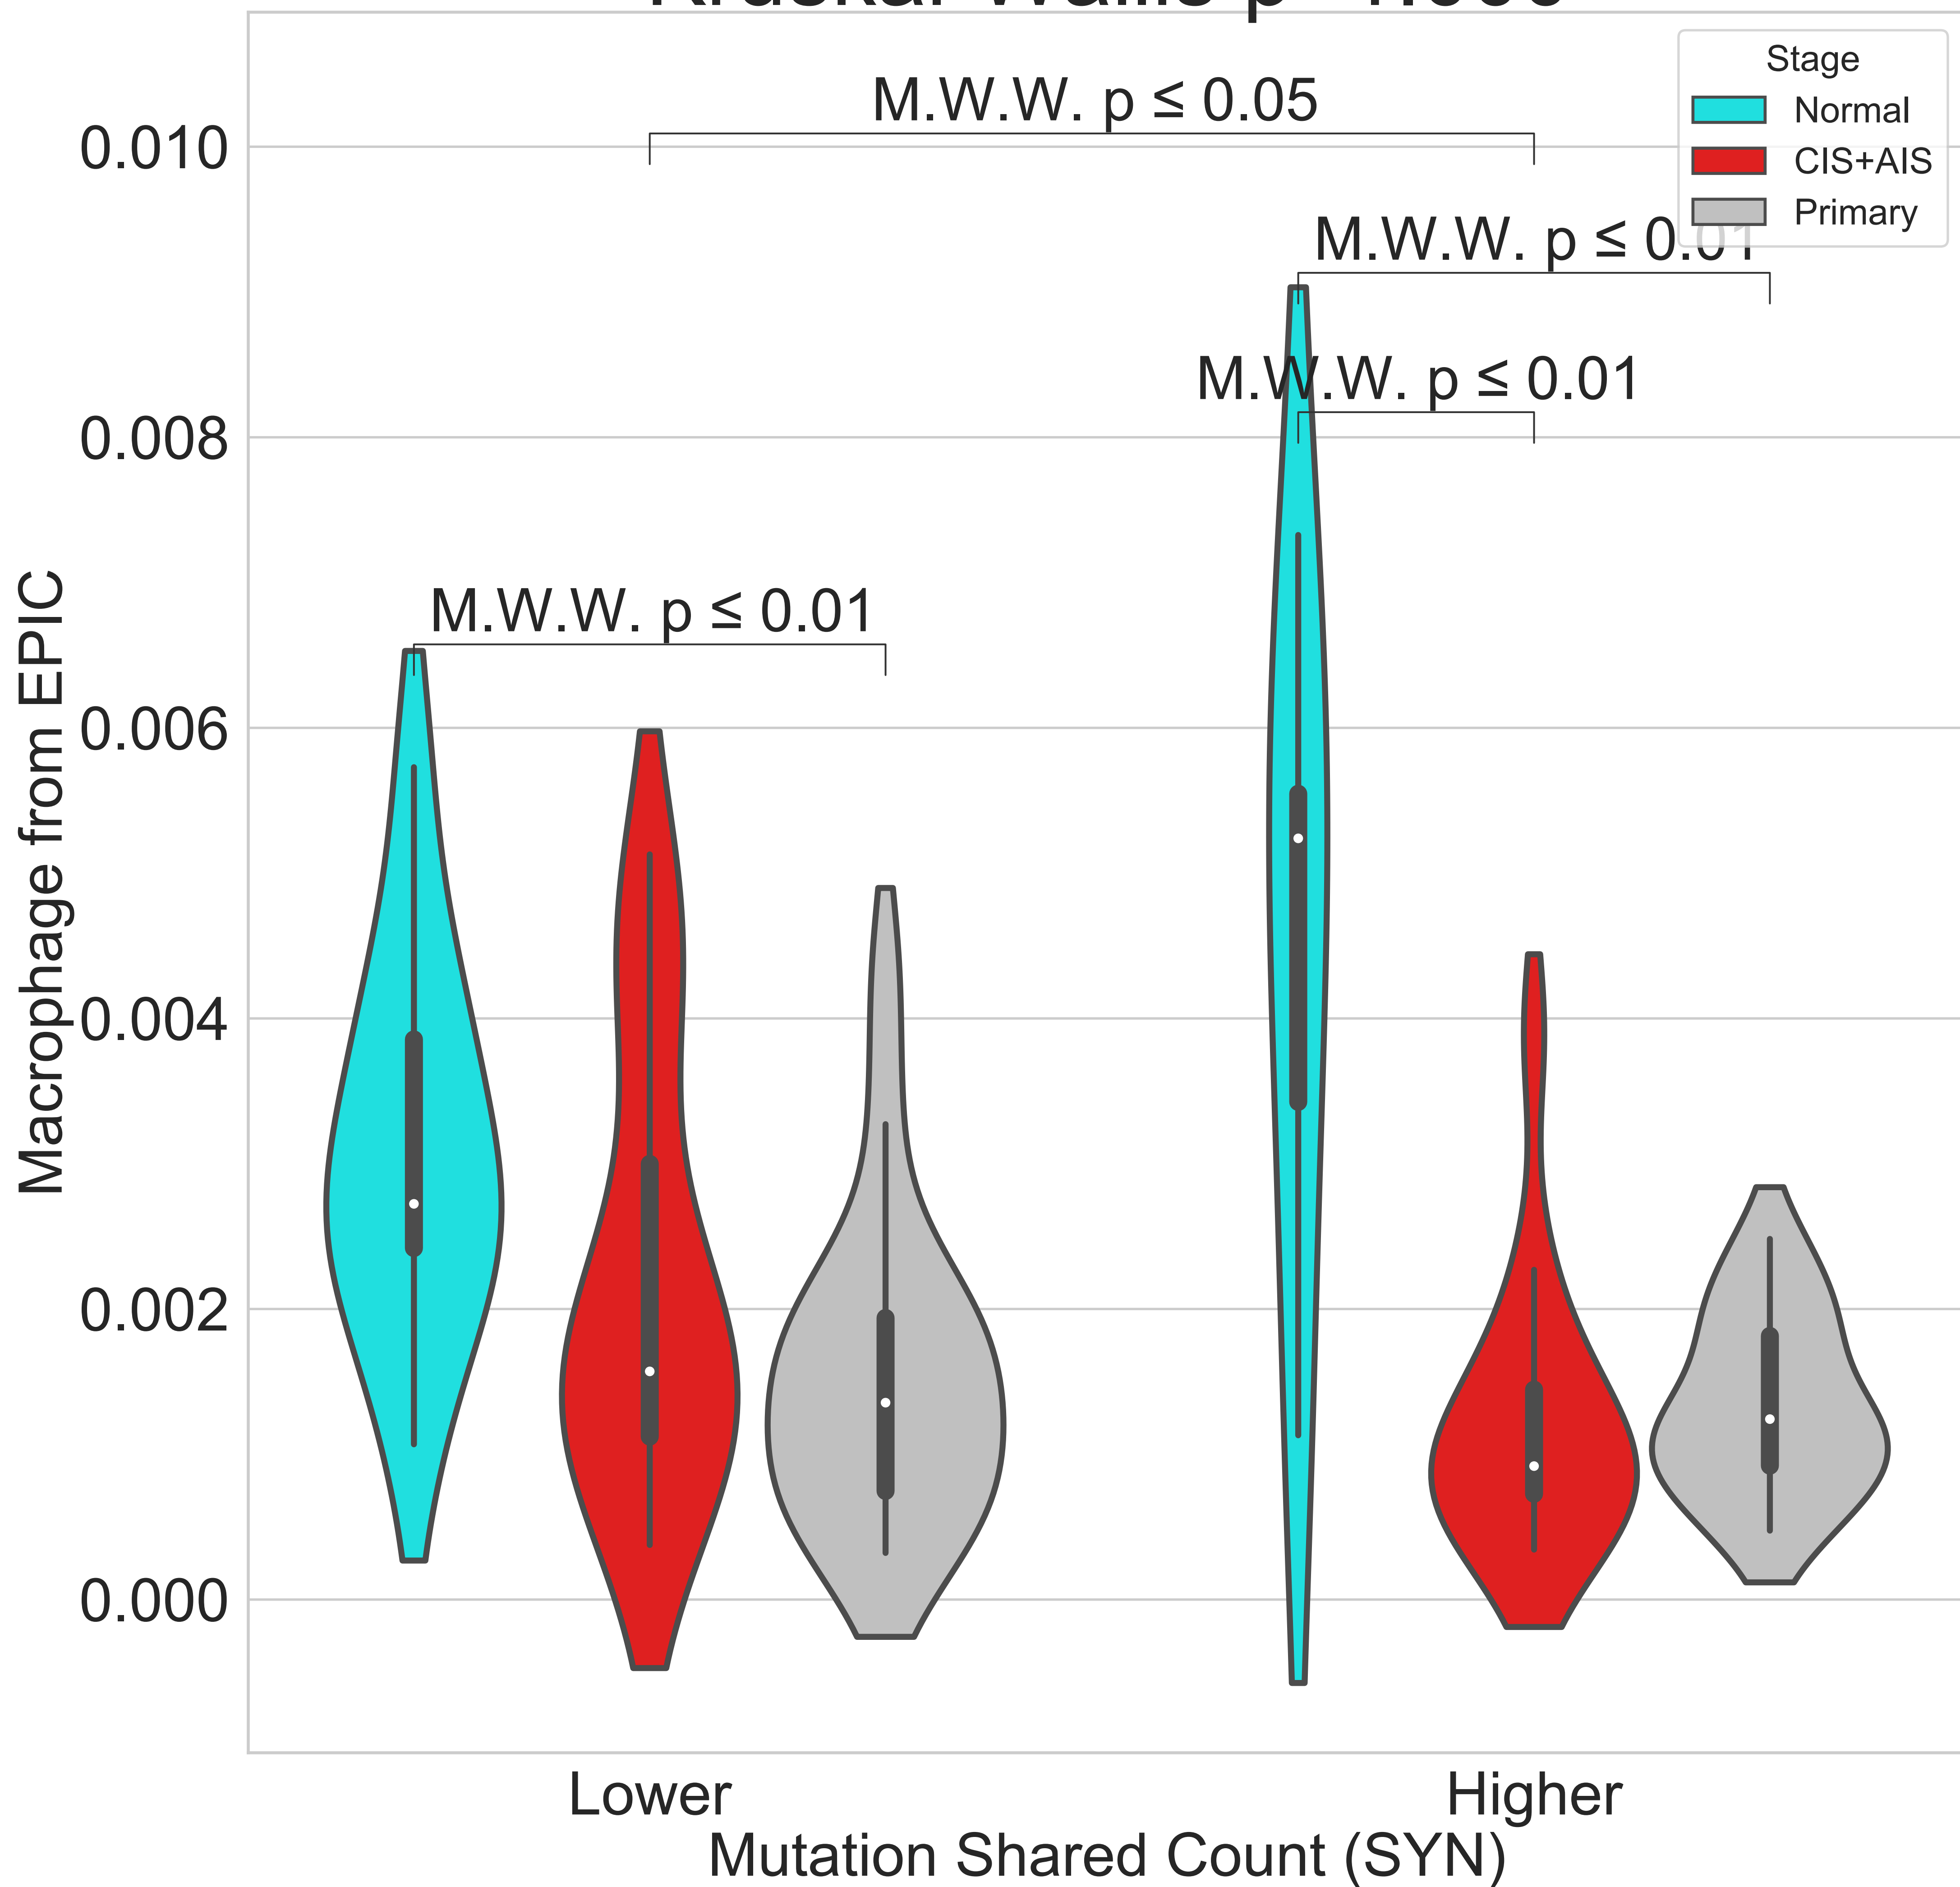 M.W.W. p ≤ 0.05
Stage
Normal
CIS+AIS
Primary
M.W.W. p ≤ 0.01
M.W.W. p ≤ 0.01
M.W.W. p ≤ 0.01
0.010
0.008
0.006
0.004
0.002
0.000
Macrophage from EPIC
Lower
Higher
Mutation Shared Count (SYN)